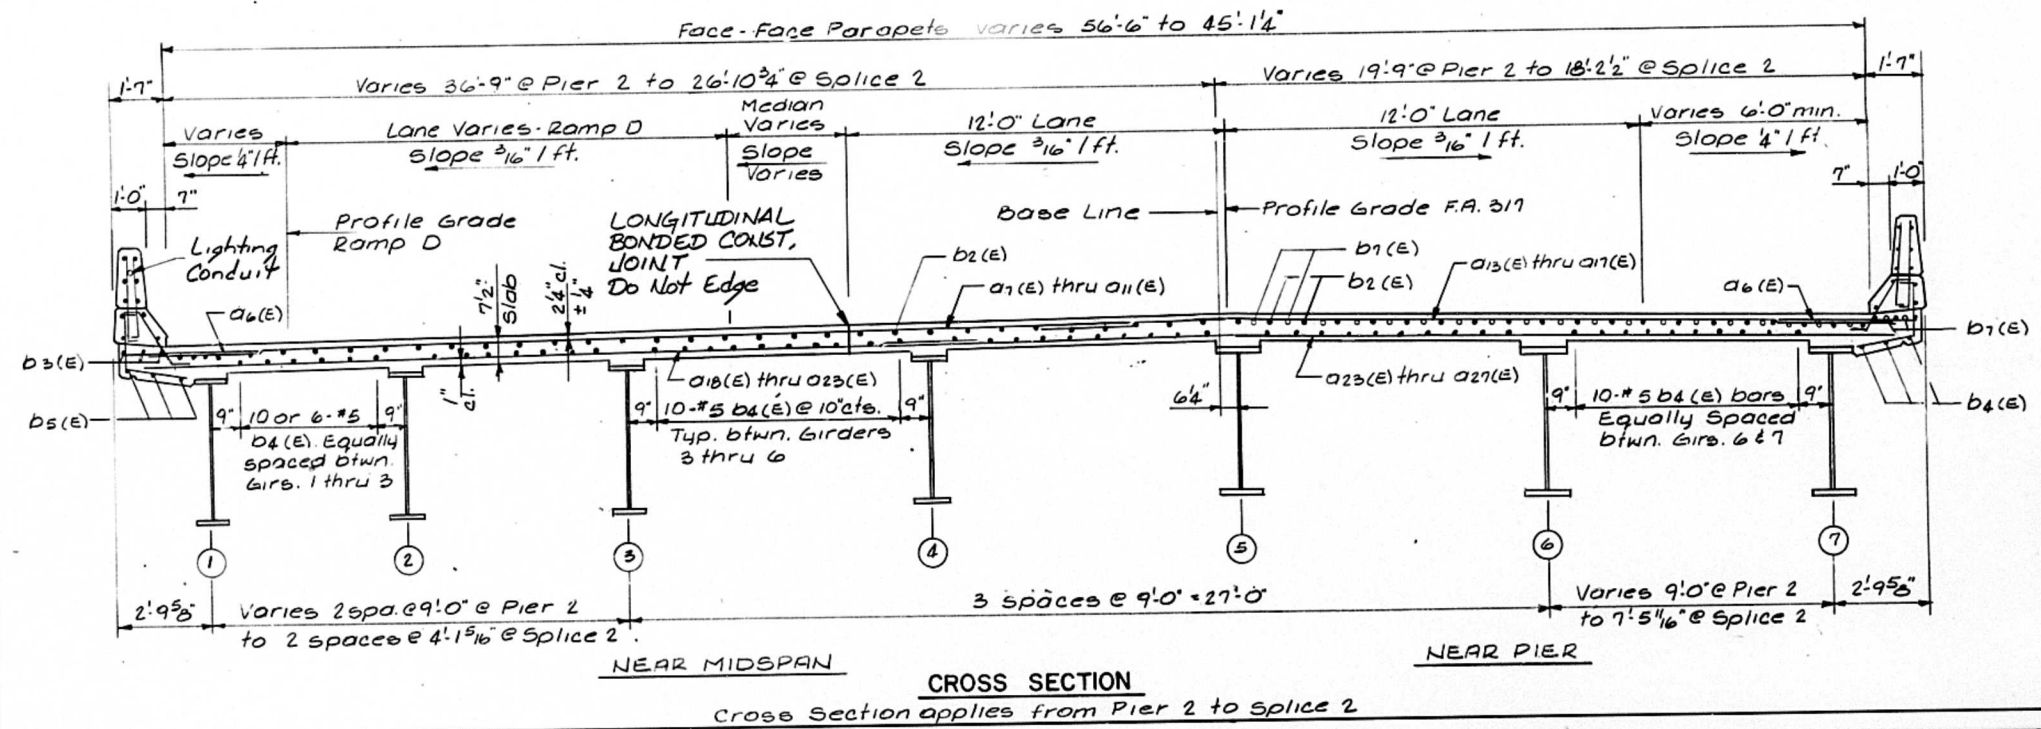 Face-Face Parapets varies 56'-6" to 45'-1¼"
1'-7"
Varies 36'-9" @ Pier 2 to 26'-10¾" @ Splice 2
Varies 19'-9" @ Pier 2 to 18'-2½" @ Splice 2
1'-7"
Varies
Slope ¼"/ft.
Lane Varies-Ramp D
Slope 3/16"/ft.
Median
Varies
Slope
Varies
12'-0" Lane
Slope 3/16"/ft.
12'-0" Lane
Slope 3/16"/ft.
Varies 6'-0" min.
Slope ¼"/ft.
1'-0"
7"
7"
1'-0"
Lighting
Conduit
Profile Grade
Ramp D
LONGITUDINAL
BONDED CONST.
JOINT
Do Not Edge
Base Line
Profile Grade F.A. 317
7½"
Slab
2¼" cl.
± ¼"
b2(E)
a7(E) thru a11(E)
b7(E)
b2(E)
a13(E) thru a17(E)
a6(E)
a6(E)
b3(E)
b7(E)
b5(E)
b4(E)
1"
cl.
a18(E) thru a23(E)
a23(E) thru a27(E)
9"
10 or 6-#5
9"
b4(E) Equally
spaced btwn.
Girs. 1 thru 3
9"
10-#5 b4(E) @ 10"cts.
9"
Typ. btwn. Girders
3 thru 6
6¼"
9"
10-#5 b4(E) bars
9"
Equally Spaced
btwn. Girs. 6 & 7
1
2
3
4
5
6
7
2'-9⅝"
Varies 2 spa. @ 9'-0" @ Pier 2
to 2 spaces @ 4'-1 5/16" @ Splice 2.
3 spaces @ 9'-0" = 27'-0"
Varies 9'-0" @ Pier 2
to 7'-5 11/16" @ Splice 2
2'-9⅝"
NEAR MIDSPAN
NEAR PIER
CROSS SECTION
Cross Section applies from Pier 2 to Splice 2